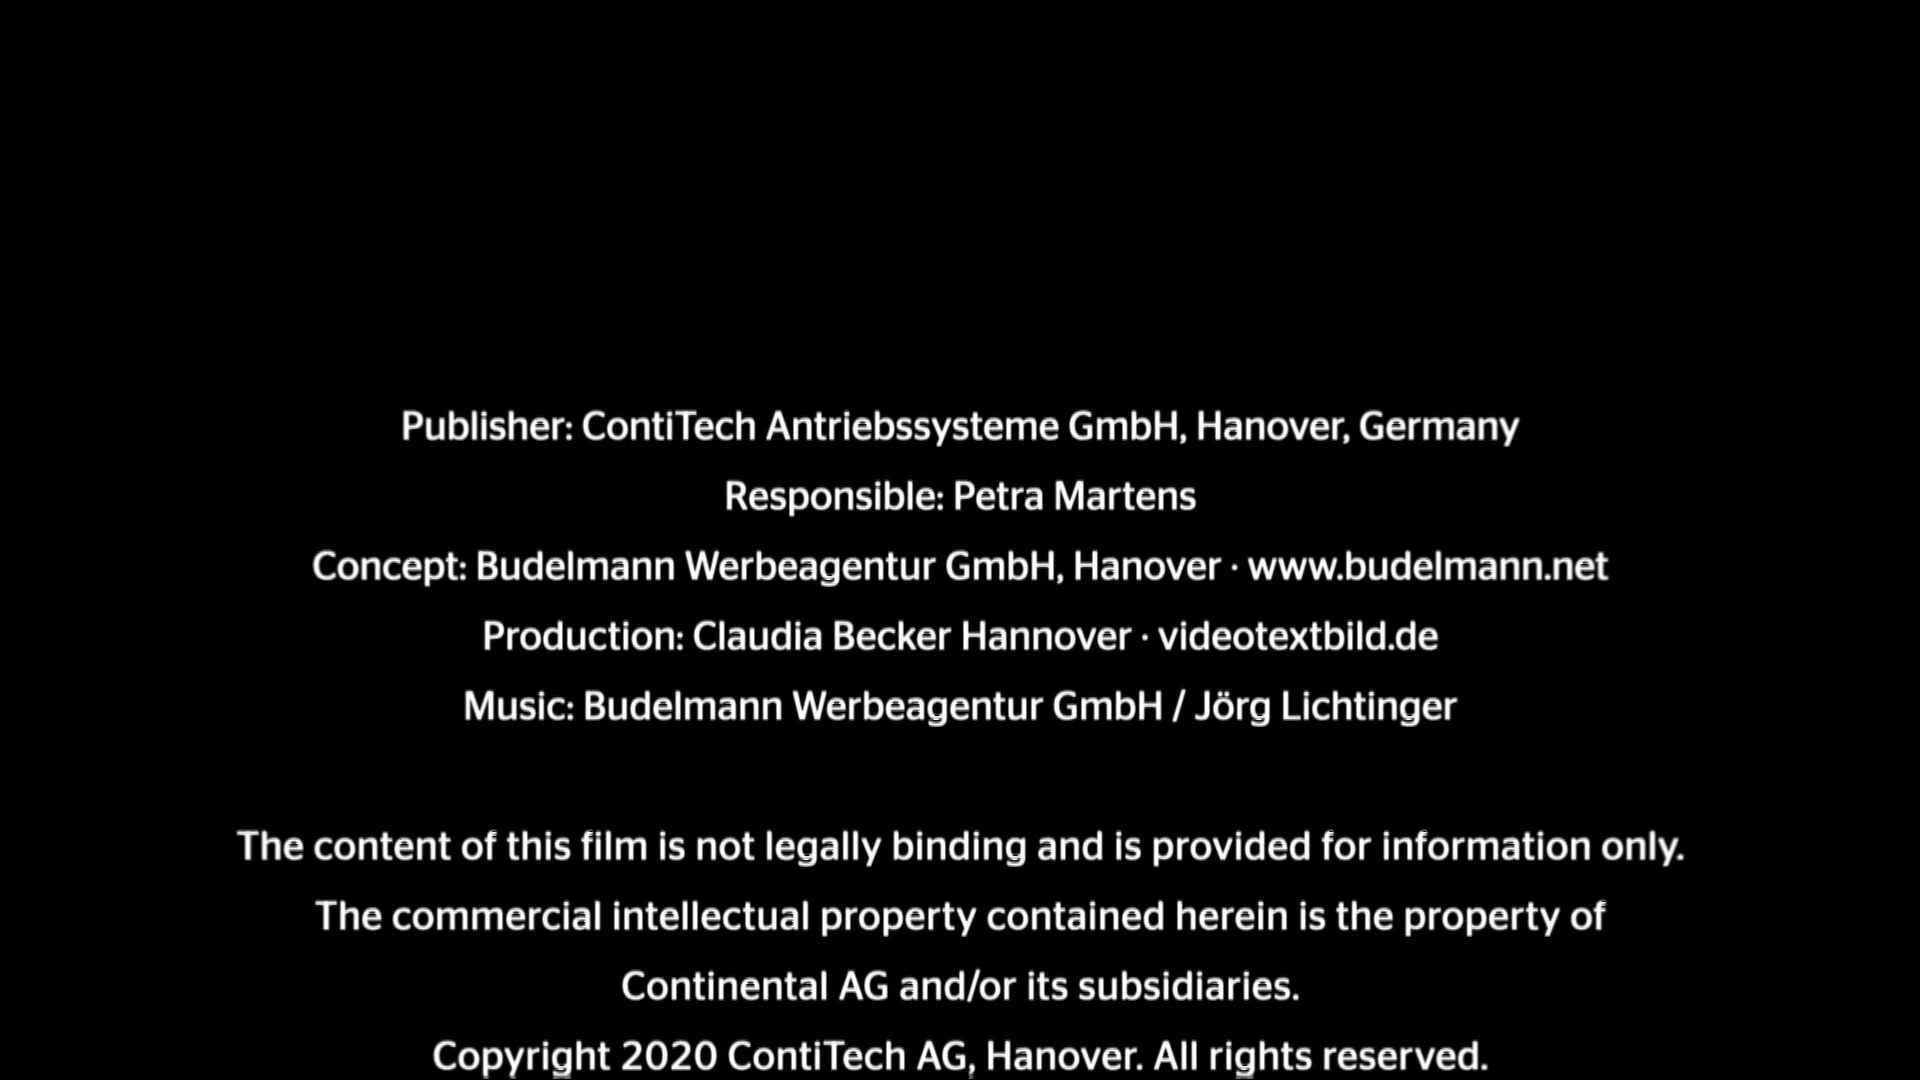 Publisher: ContiTech Antriebssysteme GmbH, Hanover, Germany
Responsible: Petra Martens
Concept: Budelmann Werbeagentur GmbH, Hanover · www.budelmann.net
Production: Claudia Becker Hannover · videotextbild.de
Music: Budelmann Werbeagentur GmbH / Jörg Lichtinger
The content of this film is not legally binding and is provided for information only.
The commercial intellectual property contained herein is the property of
Continental AG and/or its subsidiaries.
Copyright 2020 ContiTech AG, Hanover. All rights reserved.